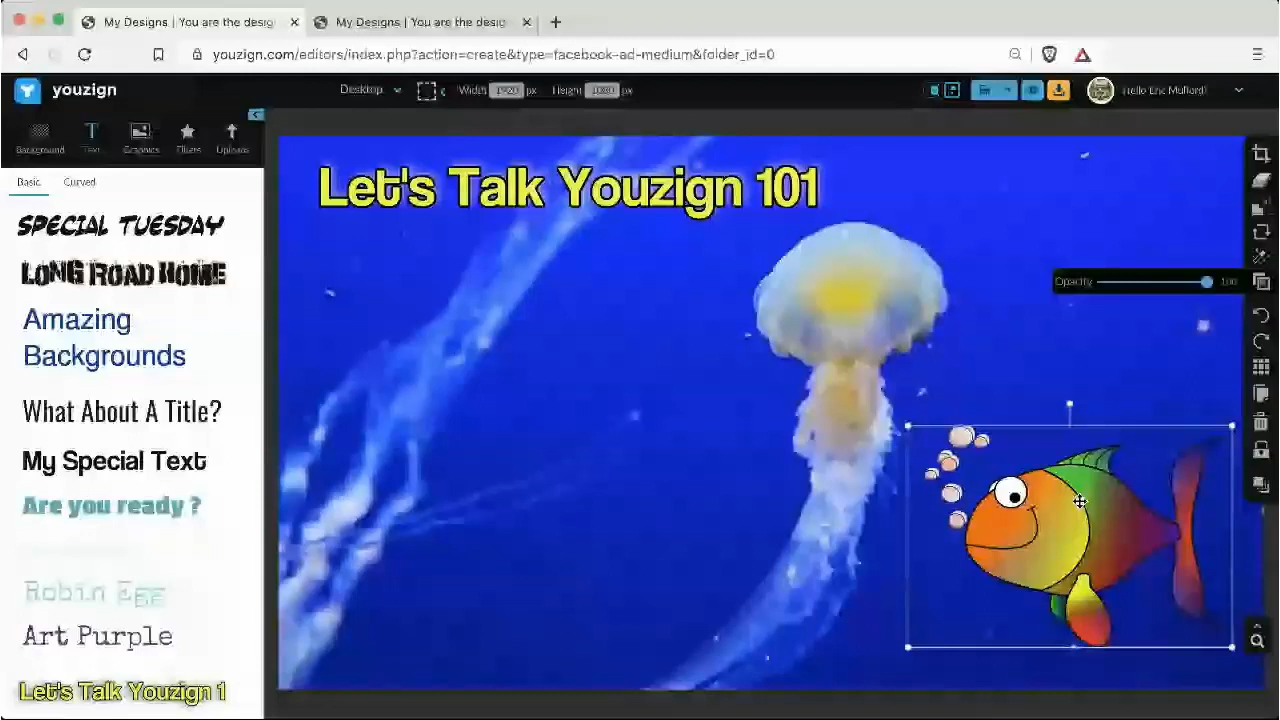 My Designs | You are the desig
My Designs | You are the desig
youzign.com/editors/index.php?action=create&type=facebook-ad-medium&folder_id=0
youzign
Desktop
Width 1920 px Height 1080 px
Hello Eric Mulford!
Background Text Graphics Filters Uploads
Basic Curved
SPECIAL TUESDAY
LONG ROAD HOME
Amazing
Backgrounds
What About A Title?
My Special Text
Are you ready ?
Robin Egg
Art Purple
Let's Talk Youzign 1
Let's Talk Youzign 101
Opacity 100